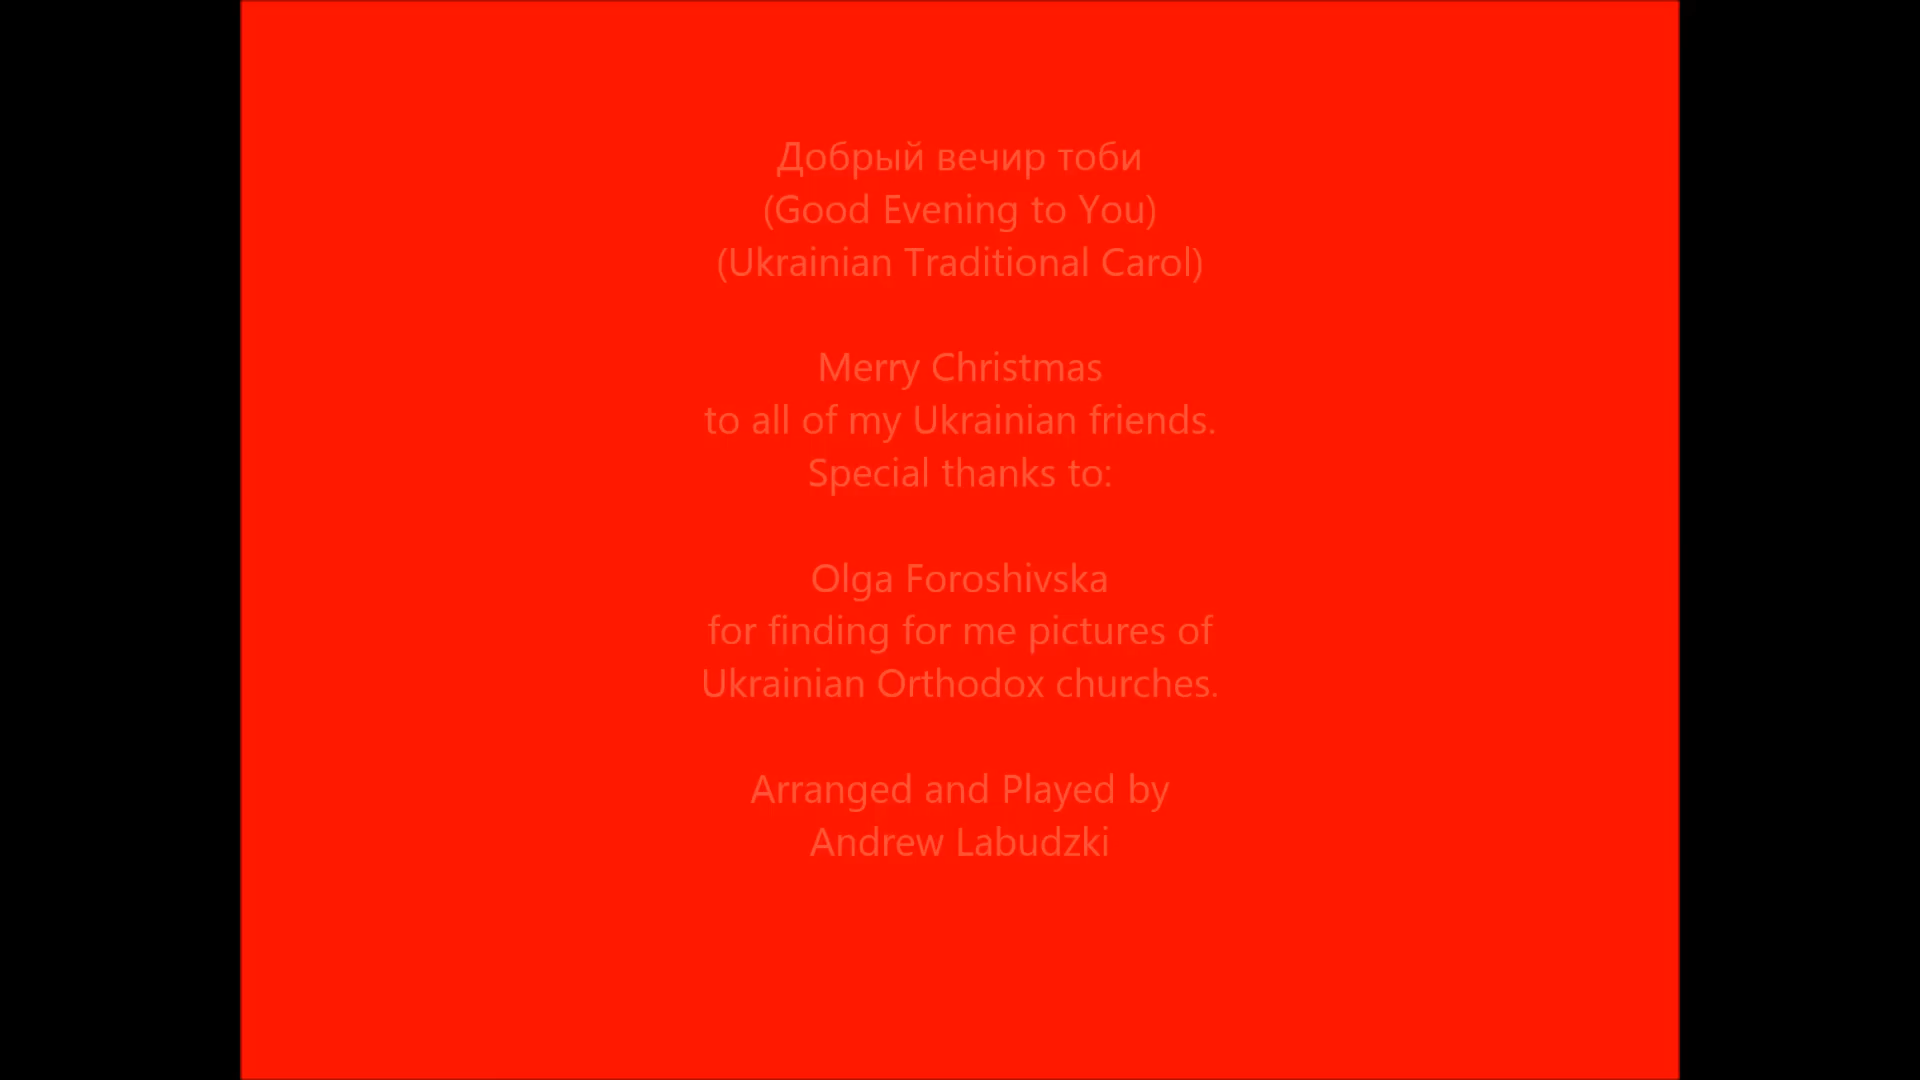 Добрый вечир тоби
(Good Evening to You)
(Ukrainian Traditional Carol)
Merry Christmas
to all of my Ukrainian friends.
Special thanks to:
Olga Foroshivska
for finding for me pictures of
Ukrainian Orthodox churches.
Arranged and Played by
Andrew Labudzki